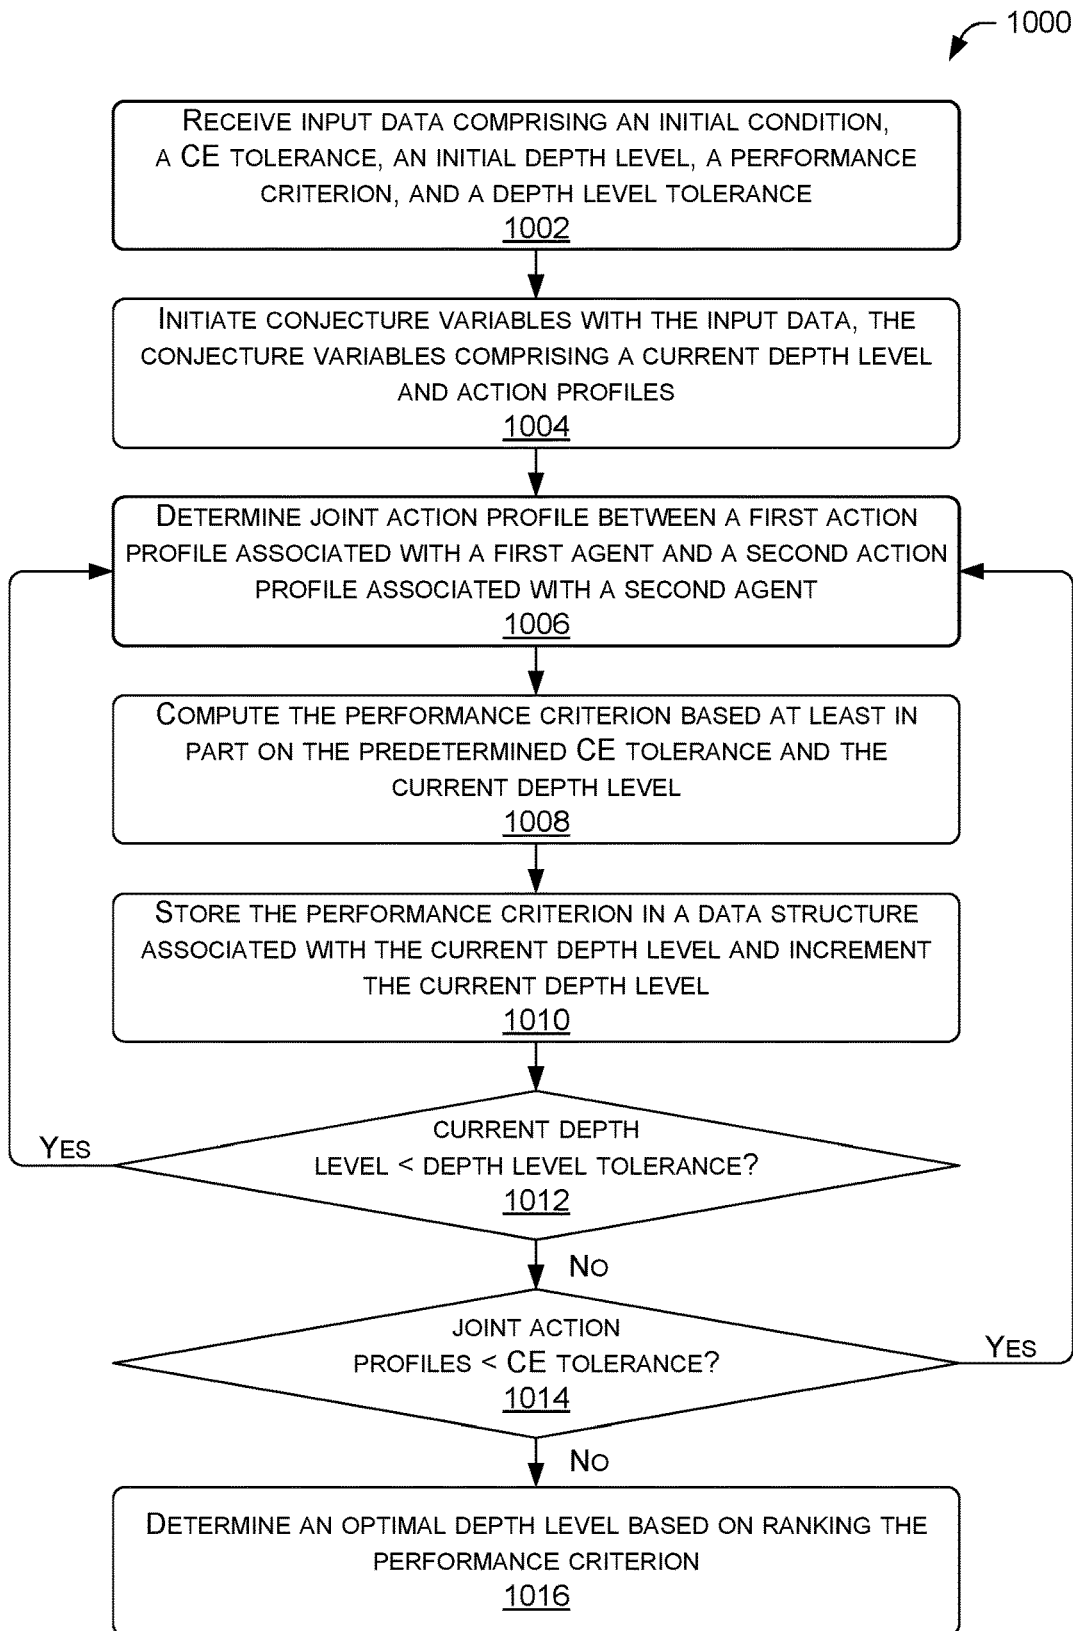 1000
RECEIVE INPUT DATA COMPRISING AN INITIAL CONDITION,
A CE TOLERANCE, AN INITIAL DEPTH LEVEL, A PERFORMANCE
CRITERION, AND A DEPTH LEVEL TOLERANCE
1002
INITIATE CONJECTURE VARIABLES WITH THE INPUT DATA, THE
CONJECTURE VARIABLES COMPRISING A CURRENT DEPTH LEVEL
AND ACTION PROFILES
1004
DETERMINE JOINT ACTION PROFILE BETWEEN A FIRST ACTION
PROFILE ASSOCIATED WITH A FIRST AGENT AND A SECOND ACTION
PROFILE ASSOCIATED WITH A SECOND AGENT
1006
COMPUTE THE PERFORMANCE CRITERION BASED AT LEAST IN
PART ON THE PREDETERMINED CE TOLERANCE AND THE
CURRENT DEPTH LEVEL
1008
STORE THE PERFORMANCE CRITERION IN A DATA STRUCTURE
ASSOCIATED WITH THE CURRENT DEPTH LEVEL AND INCREMENT
THE CURRENT DEPTH LEVEL
1010
YES
CURRENT DEPTH
LEVEL < DEPTH LEVEL TOLERANCE?
1012
NO
JOINT ACTION
PROFILES < CE TOLERANCE?
1014
YES
NO
DETERMINE AN OPTIMAL DEPTH LEVEL BASED ON RANKING THE
PERFORMANCE CRITERION
1016